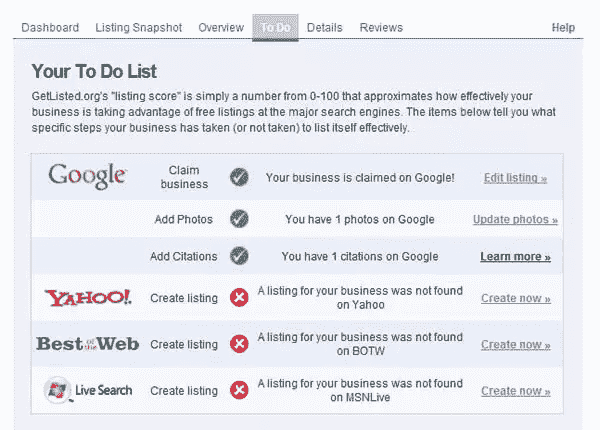 Dashboard Listing Snapshot Overview To Do Details Reviews Help
Your To Do List
GetListed.org's "listing score" is simply a number from 0-100 that approximates how effectively your
business is taking advantage of free listings at the major search engines. The items below tell you what
specific steps your business has taken (or not taken) to list itself effectively.
Google Claim business Your business is claimed on Google! Edit listing »
Add Photos You have 1 photos on Google Update photos »
Add Citations You have 1 citations on Google Learn more »
YAHOO! Create listing A listing for your business was not found on Yahoo Create now »
Best of the Web Create listing A listing for your business was not found on BOTW Create now »
Live Search Create listing A listing for your business was not found on MSNLive Create now »